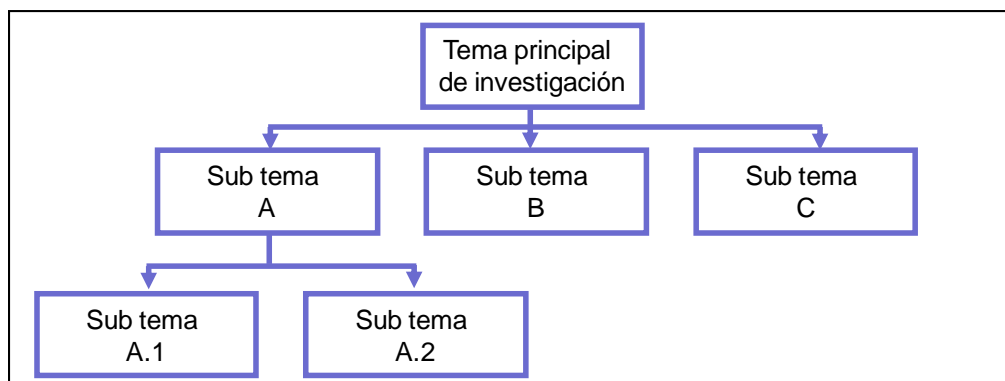 Tema principal
de investigación
Sub tema
A
Sub tema
B
Sub tema
C
Sub tema
A.1
Sub tema
A.2